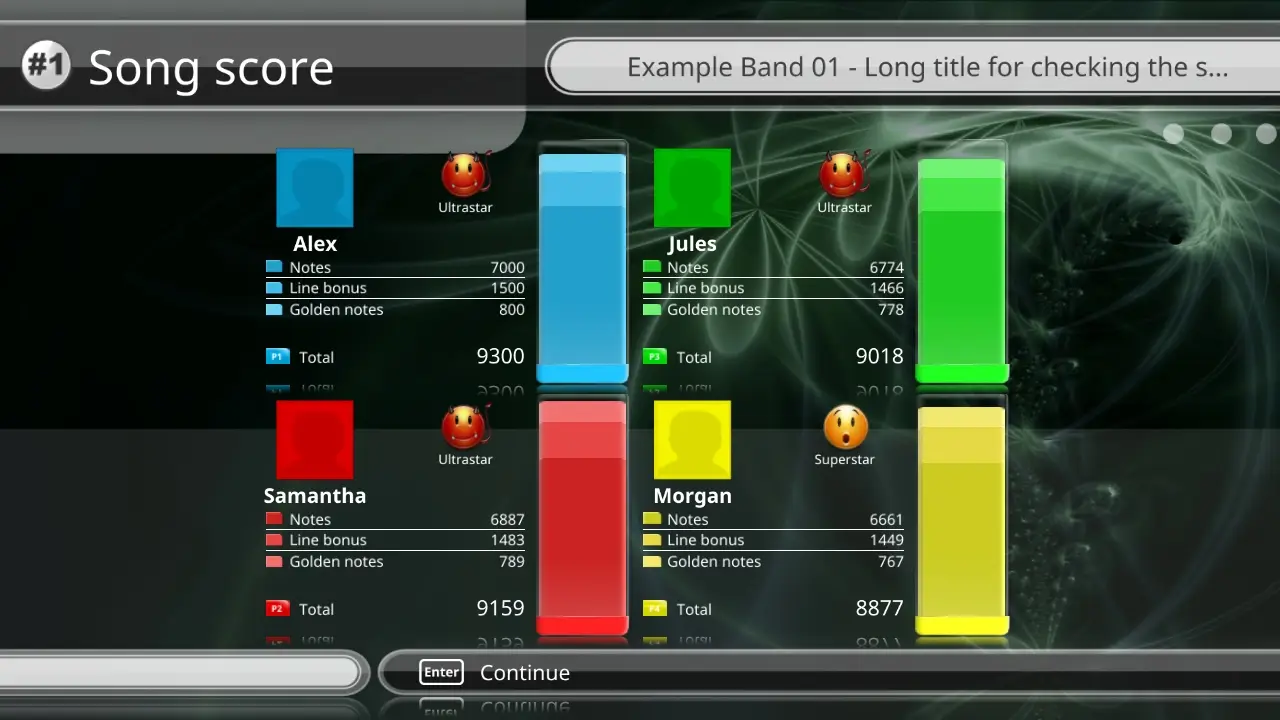 #1 Song score
Example Band 01 - Long title for checking the s...
Ultrastar
Alex
Notes 7000
Line bonus 1500
Golden notes 800
P1 Total 9300
Ultrastar
Jules
Notes 6774
Line bonus 1466
Golden notes 778
P3 Total 9018
Ultrastar
Samantha
Notes 6887
Line bonus 1483
Golden notes 789
P2 Total 9159
Superstar
Morgan
Notes 6661
Line bonus 1449
Golden notes 767
P4 Total 8877
Enter Continue